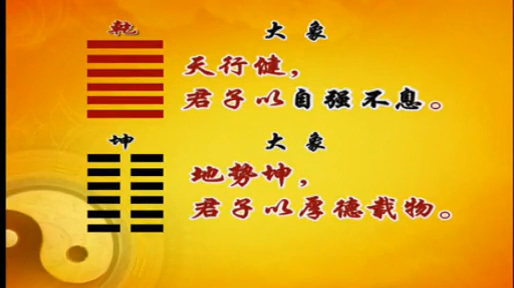 乾 大象
天行健，
君子以自强不息。
坤 大象
地势坤，
君子以厚德载物。